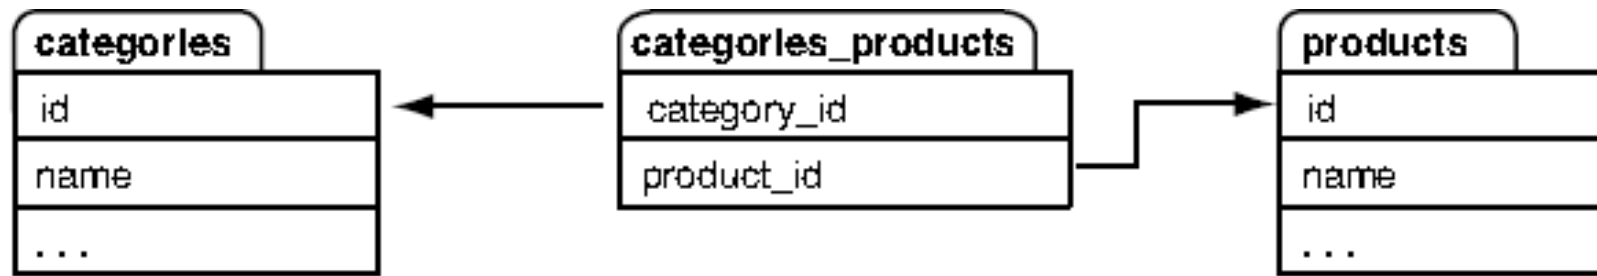 categories
id
name
. . .
categories_products
category_id
product_id
products
id
name
. . .